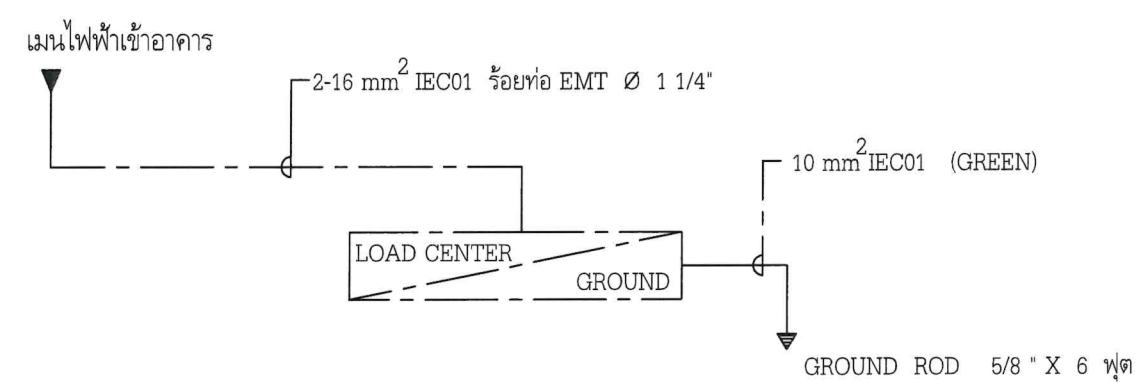 เมนไฟฟ้าเข้าอาคาร
2-16 mm² IEC01 ร้อยท่อ EMT Ø 1 1/4"
10 mm² IEC01 (GREEN)
LOAD CENTER
GROUND
GROUND ROD 5/8 " X 6 ฟุต